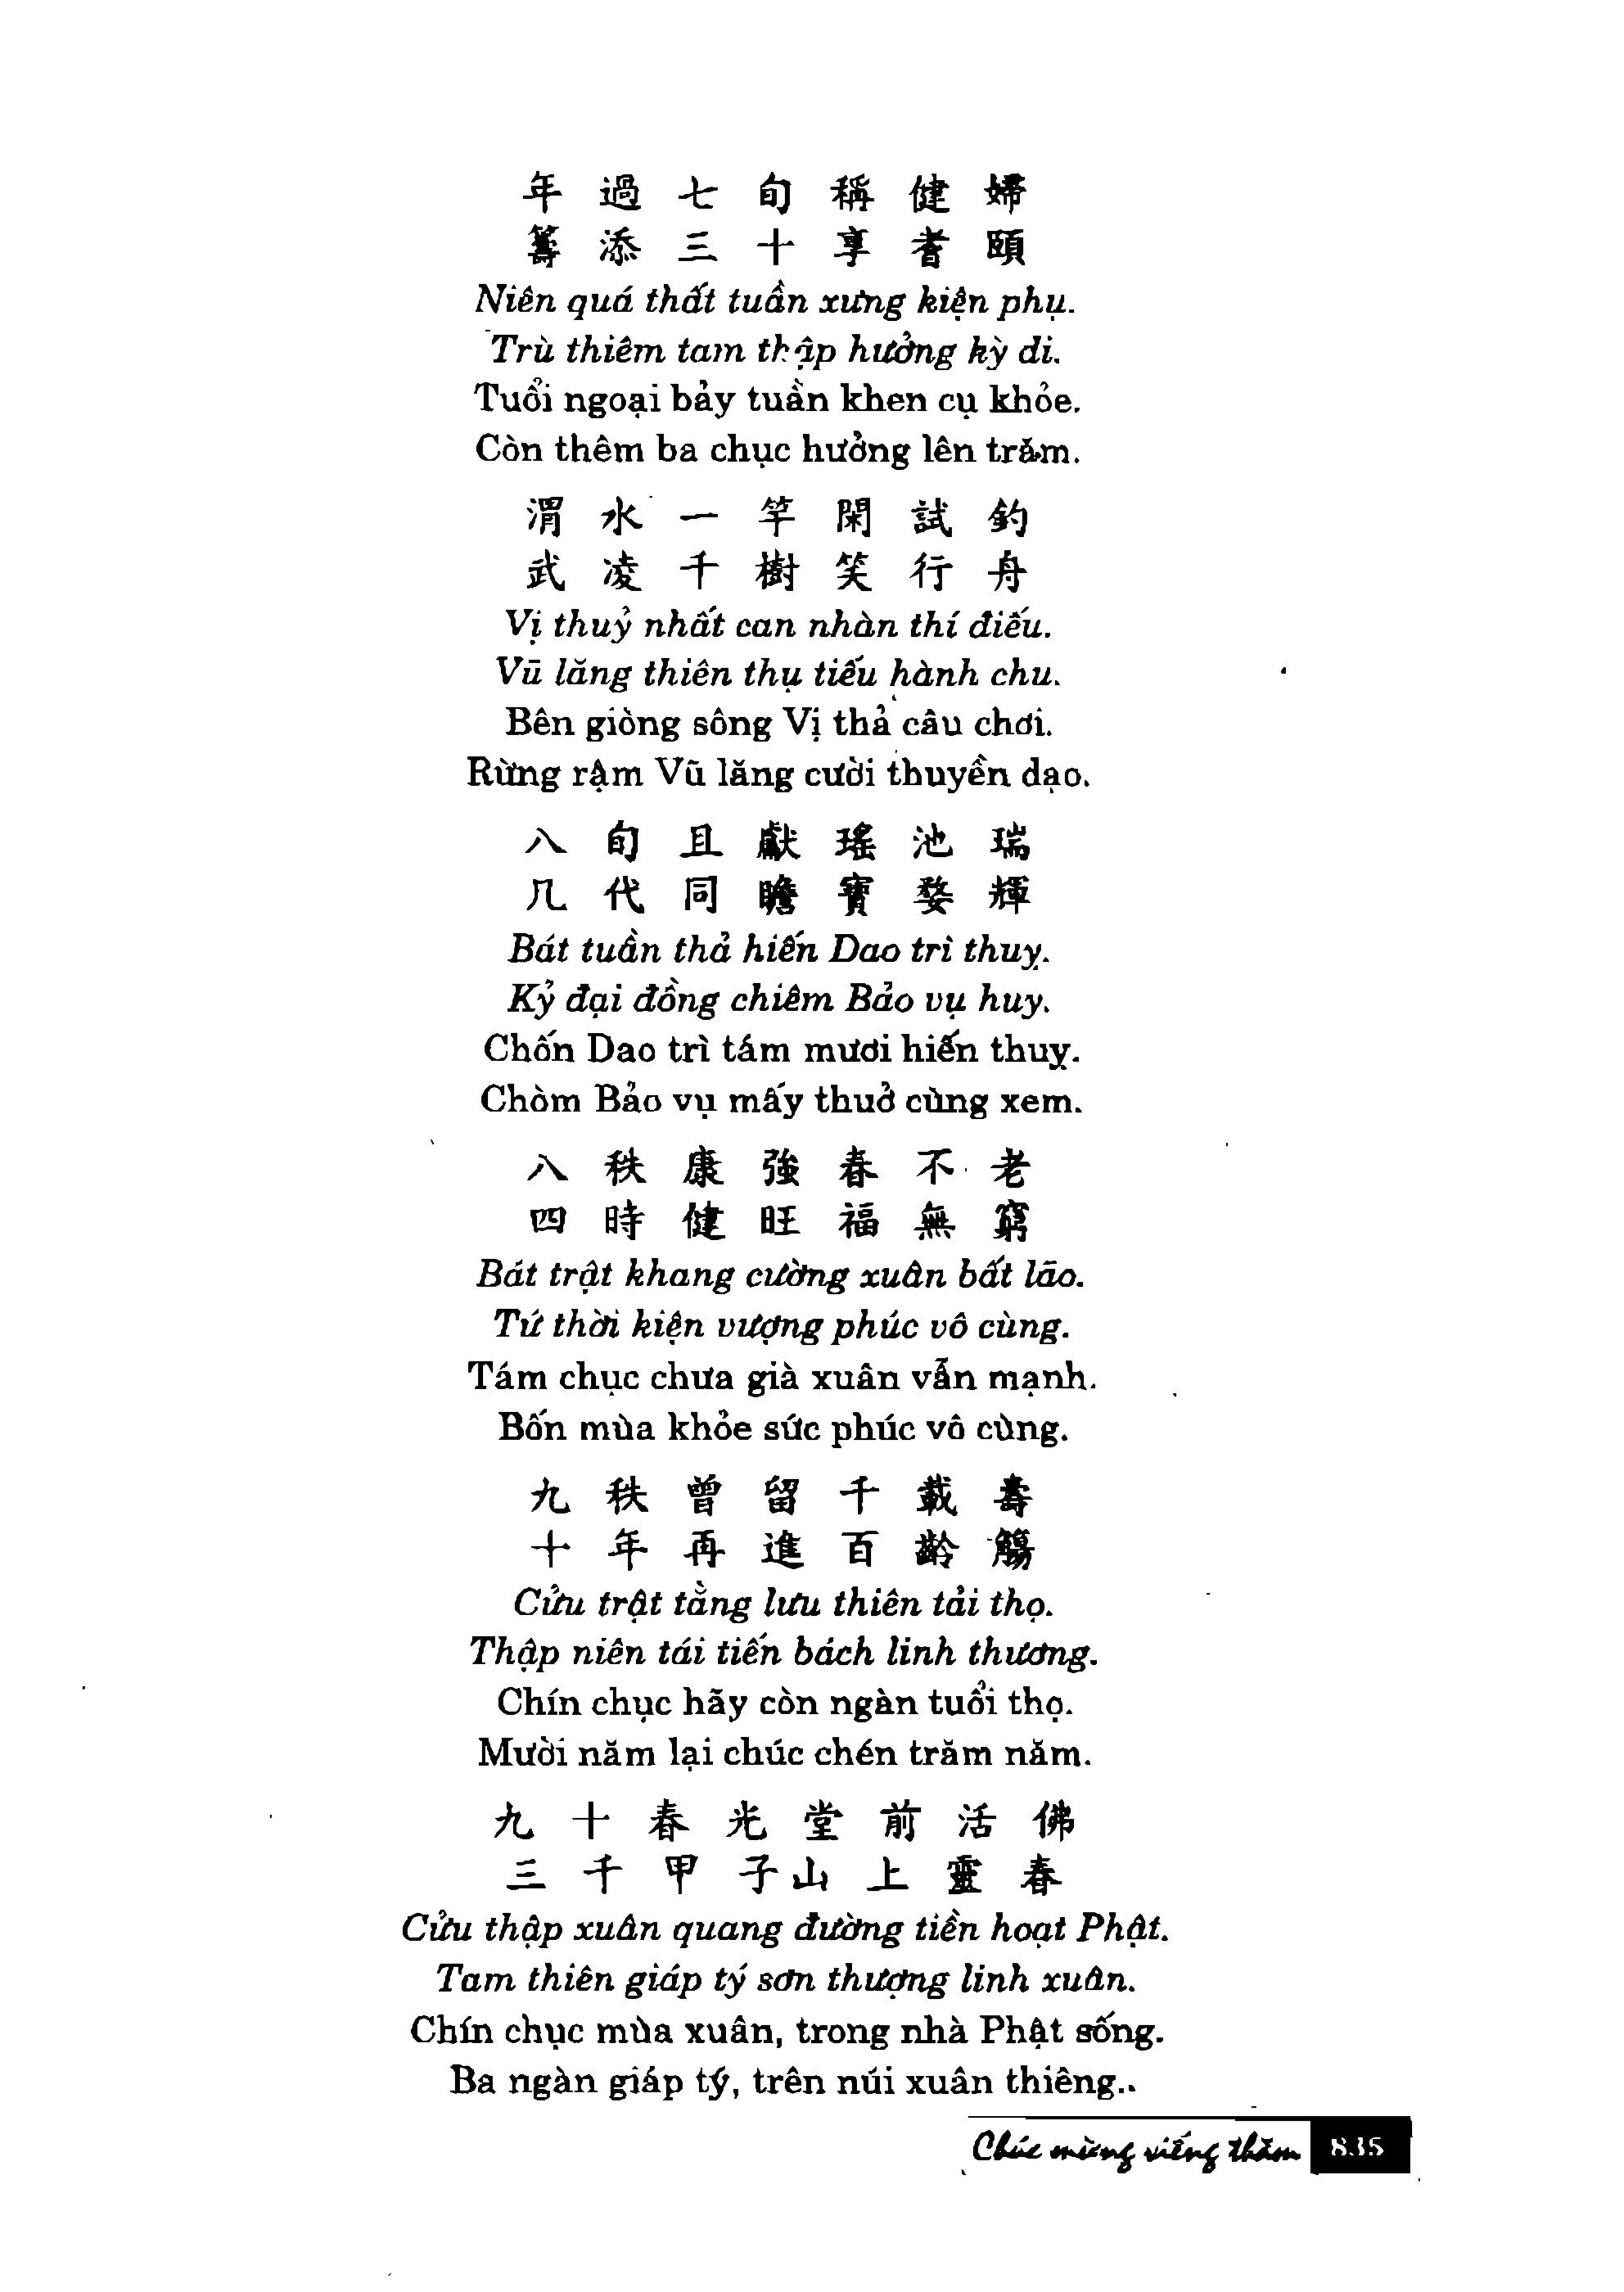 年過七旬稱健婦
籌添三十享耆頤
Niên quá thất tuần xưng kiện phụ.
Trù thiêm tam thập hưởng kỳ di.
Tuổi ngoại bảy tuần khen cụ khỏe.
Còn thêm ba chục hưởng lên trăm.
渭水一竿閑試釣
武凌千樹笑行舟
Vị thuỷ nhất can nhàn thí điếu.
Vũ lăng thiên thụ tiếu hành chu.
Bên giòng sông Vị thả câu chơi.
Rừng rậm Vũ lăng cười thuyền dạo.
八旬且獻瑤池瑞
几代同瞻寶婺輝
Bát tuần thả hiến Dao trì thuỵ.
Kỷ đại đồng chiêm Bảo vụ huy.
Chốn Dao trì tám mươi hiến thuỵ.
Chòm Bảo vụ mấy thuở cùng xem.
八秩康強春不老
四時健旺福無窮
Bát trật khang cường xuân bất lão.
Tứ thời kiện vượng phúc vô cùng.
Tám chục chưa già xuân vẫn mạnh.
Bốn mùa khỏe sức phúc vô cùng.
九秩曾留千載壽
十年再進百齡觴
Cửu trật tằng lưu thiên tải thọ.
Thập niên tái tiến bách linh thương.
Chín chục hãy còn ngàn tuổi thọ.
Mười năm lại chúc chén trăm năm.
九十春光堂前活佛
三千甲子山上靈春
Cửu thập xuân quang đường tiền hoạt Phật.
Tam thiên giáp tý sơn thượng linh xuân.
Chín chục mùa xuân, trong nhà Phật sống.
Ba ngàn giáp tý, trên núi xuân thiêng..
Chúc mừng viếng thăm 835